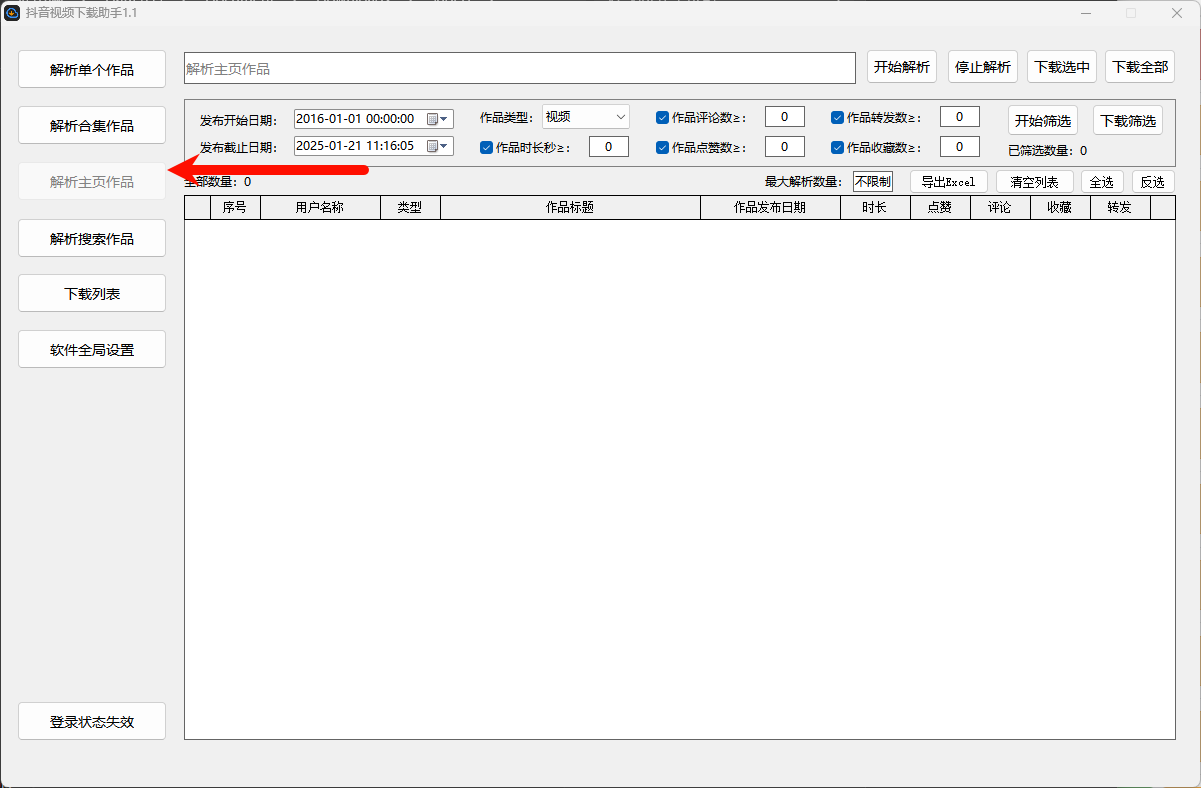 抖音视频下载助手1.1
解析单个作品
解析主页作品
开始解析
停止解析
下载选中
下载全部
解析合集作品
发布开始日期: 2016-01-01 00:00:00
作品类型: 视频
作品评论数≥: 0
作品转发数≥: 0
开始筛选
下载筛选
发布截止日期: 2025-01-21 11:16:05
作品时长秒≥: 0
作品点赞数≥: 0
作品收藏数≥: 0
已筛选数量: 0
解析主页作品
全部数量: 0
最大解析数量: 不限制
导出Excel
清空列表
全选
反选
序号 用户名称 类型 作品标题 作品发布日期 时长 点赞 评论 收藏 转发
解析搜索作品
下载列表
软件全局设置
登录状态失效